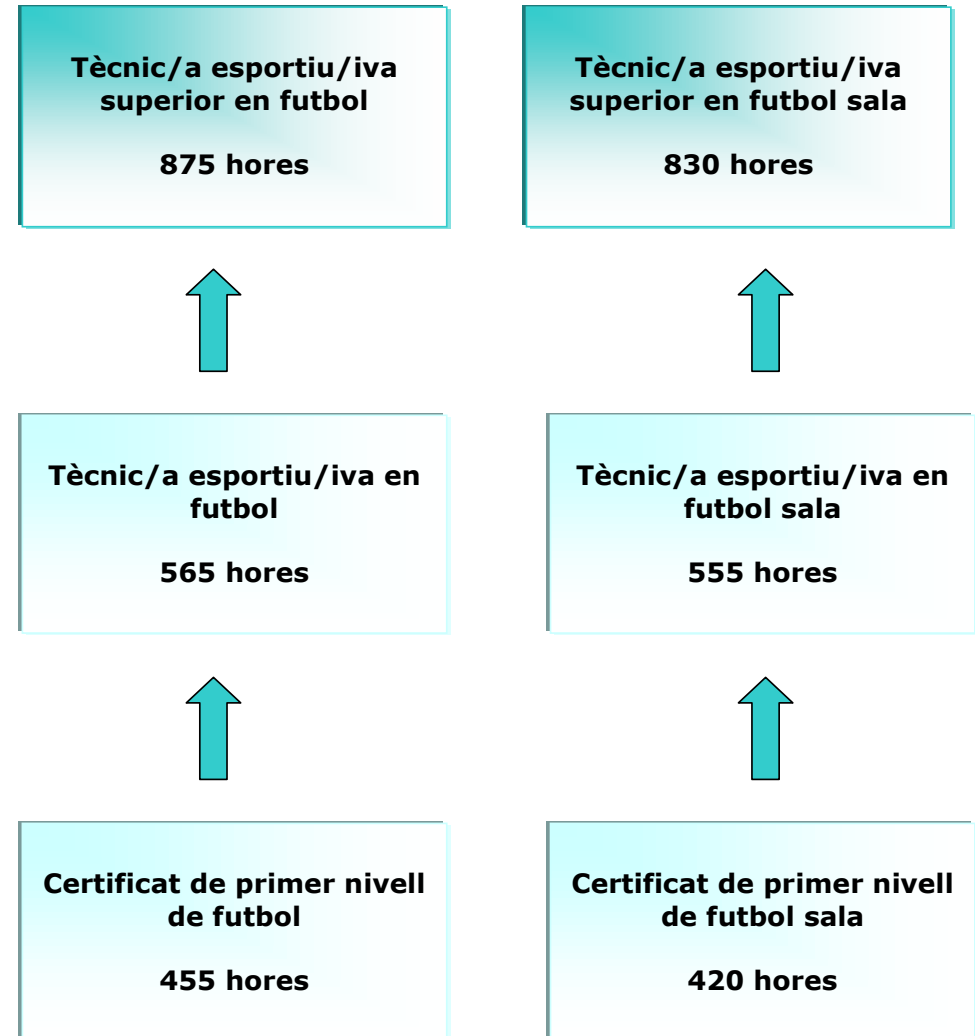 Tècnic/a esportiu/iva
superior en futbol
875 hores
Tècnic/a esportiu/iva
superior en futbol sala
830 hores
Tècnic/a esportiu/iva en
futbol
565 hores
Tècnic/a esportiu/iva en
futbol sala
555 hores
Certificat de primer nivell
de futbol
455 hores
Certificat de primer nivell
de futbol sala
420 hores